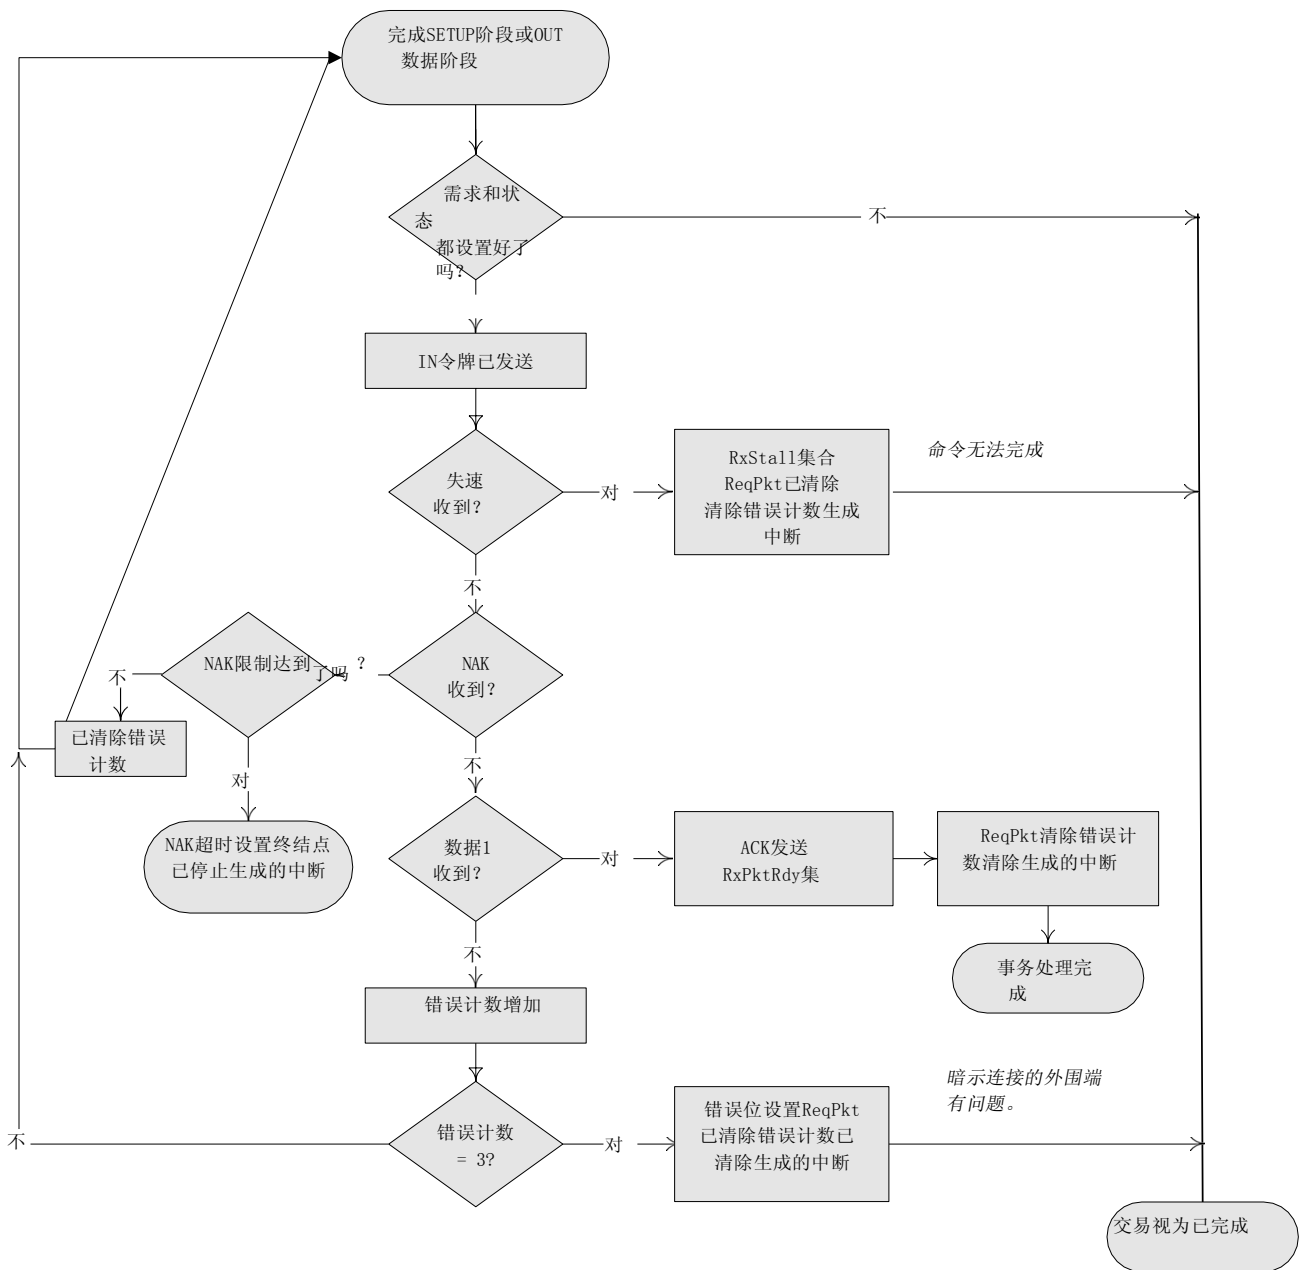 完成SETUP阶段或OUT
数据阶段
需求和状
态
都设置好了
吗?
不
IN令牌已发送
失速
收到?
对
RxStall集合
ReqPkt已清除
清除错误计数生成
中断
命令无法完成
不
NAK限制达到了吗?
不
NAK
收到?
已清除错误
计数
对
不
NAK超时设置终结点
已停止生成的中断
数据1
收到?
对
ACK发送
RxPktRdy集
ReqPkt清除错误计
数清除生成的中断
不
事务处理完
成
错误计数增加
暗示连接的外围端
有问题。
不
错误计数
= 3?
对
错误位设置ReqPkt
已清除错误计数已
清除生成的中断
交易视为已完成